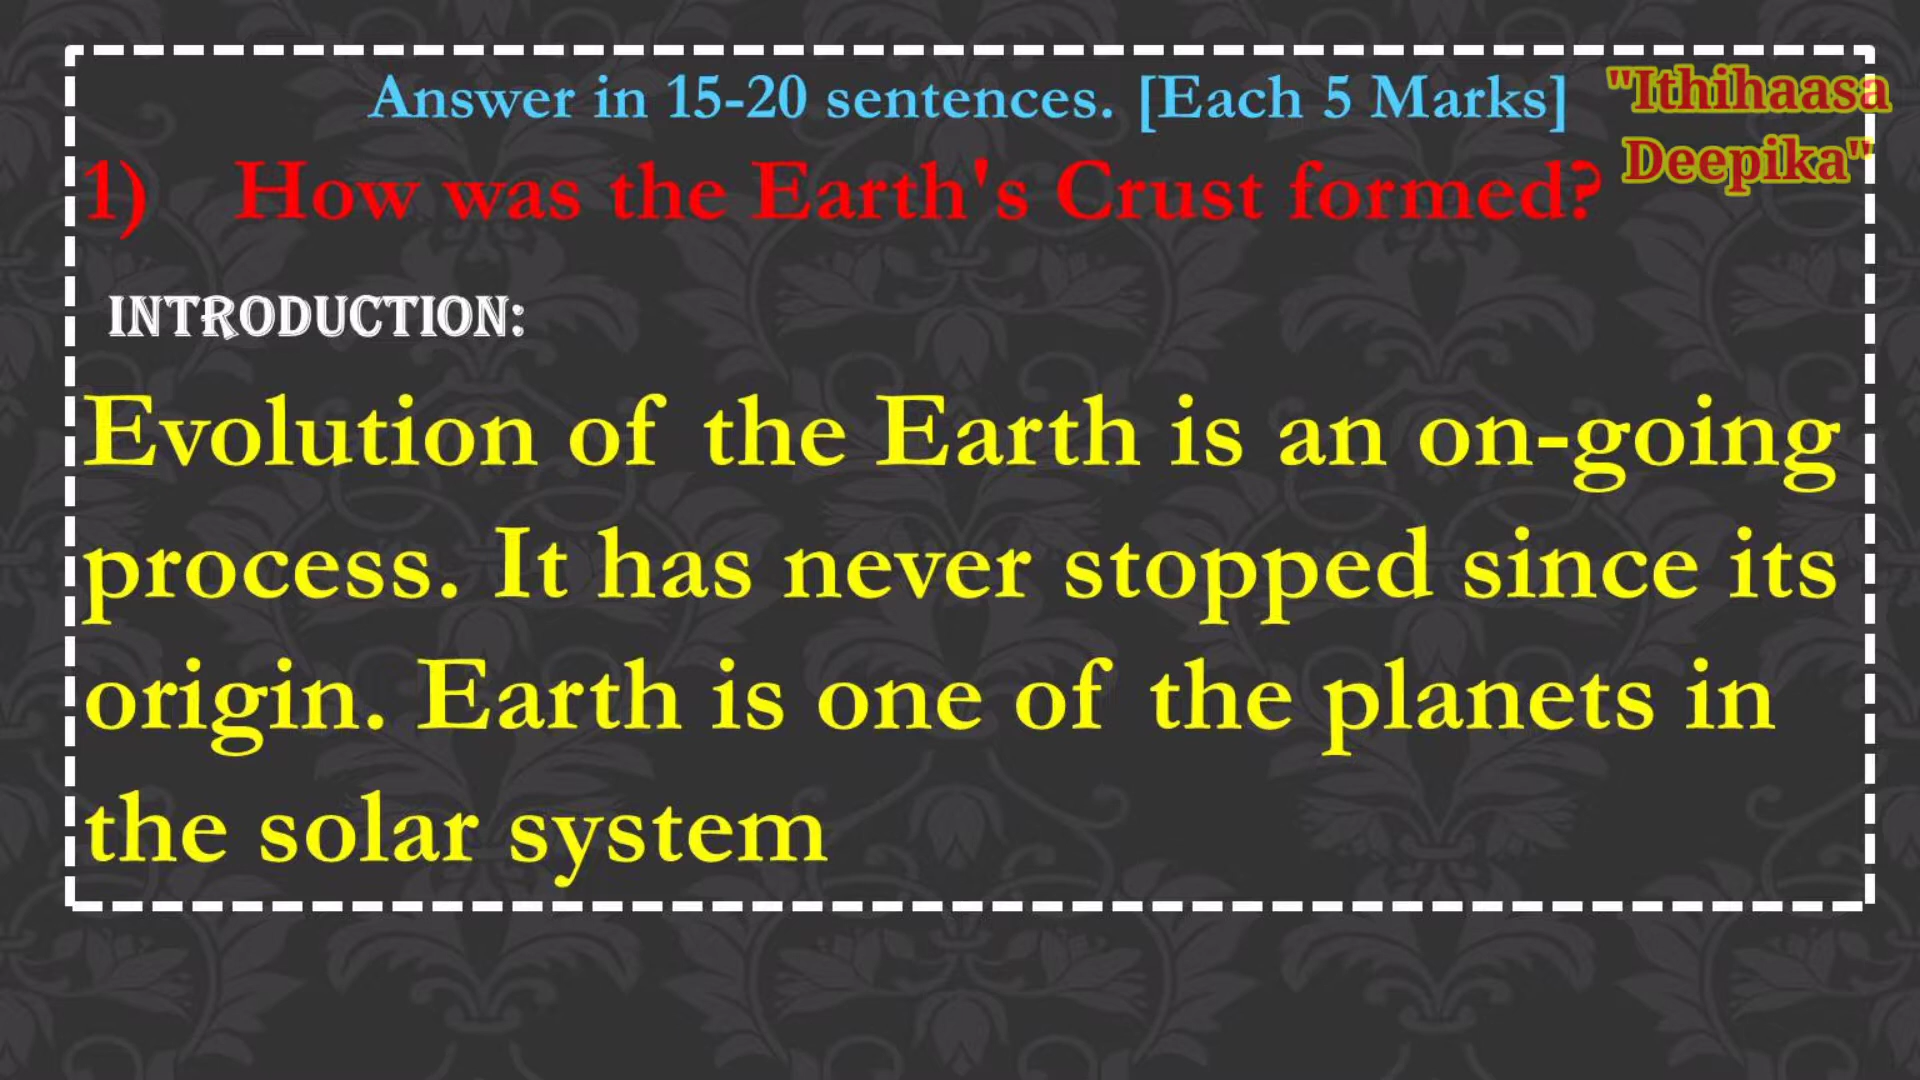 Answer in 15-20 sentences. [Each 5 Marks]
"Ithihaasa
Deepika"
1) How was the Earth's Crust formed?
INTRODUCTION:
Evolution of the Earth is an on-going
process. It has never stopped since its
origin. Earth is one of the planets in
the solar system